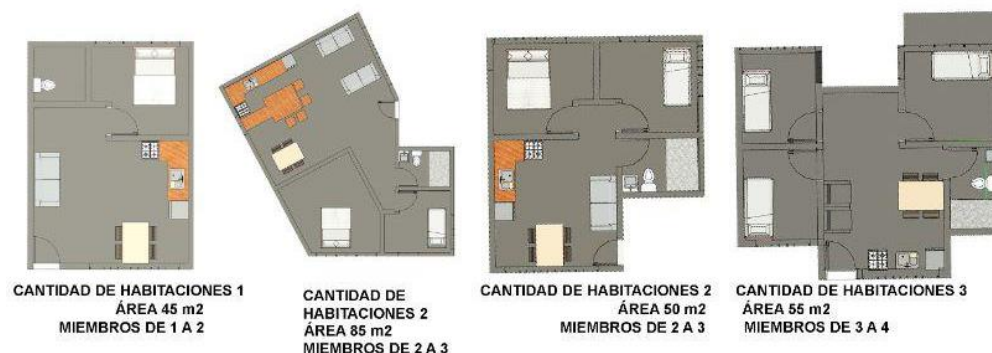 CANTIDAD DE HABITACIONES 1
ÁREA 45 m2
MIEMBROS DE 1 A 2
CANTIDAD DE
HABITACIONES 2
ÁREA 85 m2
MIEMBROS DE 2 A 3
CANTIDAD DE HABITACIONES 2
ÁREA 50 m2
MIEMBROS DE 2 A 3
CANTIDAD DE HABITACIONES 3
ÁREA 55 m2
MIEMBROS DE 3 A 4